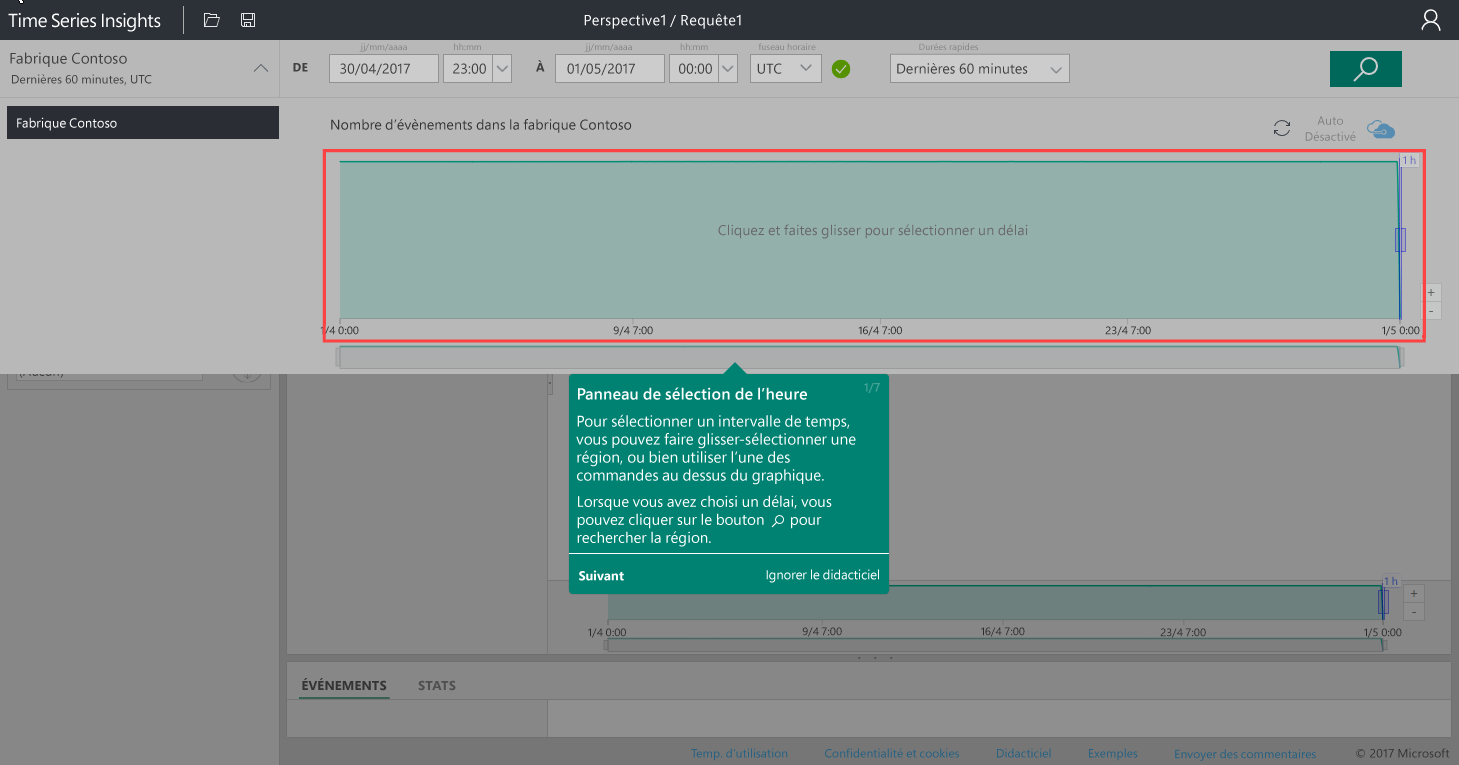 Time Series Insights
Perspective1 / Requête1
Fabrique Contoso
Dernières 60 minutes, UTC
DE
jj/mm/aaaa
30/04/2017
hh:mm
23:00
À
jj/mm/aaaa
01/05/2017
hh:mm
00:00
fuseau horaire
UTC
Durées rapides
Dernières 60 minutes
Fabrique Contoso
Nombre d'évènements dans la fabrique Contoso
Auto
Désactivé
1 h
Cliquez et faites glisser pour sélectionner un délai
+
-
1/4 0:00
9/4 7:00
16/4 7:00
23/4 7:00
1/5 0:00
Panneau de sélection de l'heure
1/7
Pour sélectionner un intervalle de temps,
vous pouvez faire glisser-sélectionner une
région, ou bien utiliser l'une des
commandes au dessus du graphique.
Lorsque vous avez choisi un délai, vous
pouvez cliquer sur le bouton pour
rechercher la région.
Suivant
Ignorer le didacticiel
1 h
+
-
1/4 0:00
9/4 7:00
16/4 7:00
23/4 7:00
1/5 0:00
ÉVÉNEMENTS
STATS
Temp. d'utilisation
Confidentialité et cookies
Didacticiel
Exemples
Envoyer des commentaires
© 2017 Microsoft